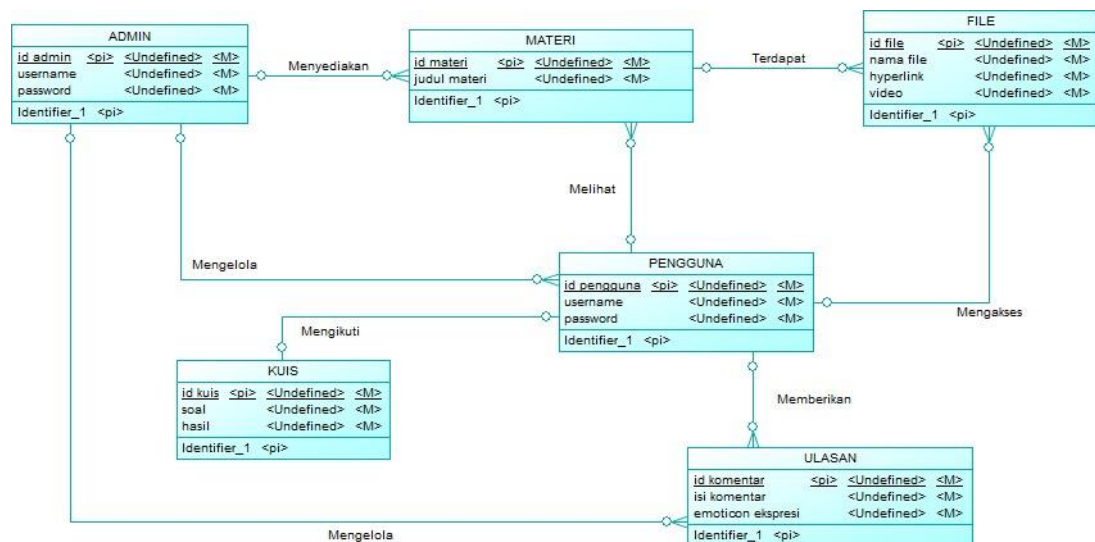 ADMIN
id admin <pi> <Undefined> <M>
username <Undefined> <M>
password <Undefined> <M>
Identifier_1 <pi>
Menyediakan
MATERI
id materi <pi> <Undefined> <M>
judul materi <Undefined> <M>
Identifier_1 <pi>
Terdapat
FILE
id file <pi> <Undefined> <M>
nama file <Undefined> <M>
hyperlink <Undefined> <M>
video <Undefined> <M>
Identifier_1 <pi>
Melihat
Mengelola
PENGGUNA
id pengguna <pi> <Undefined> <M>
username <Undefined> <M>
password <Undefined> <M>
Identifier_1 <pi>
Mengakses
Mengikuti
KUIS
id kuis <pi> <Undefined> <M>
soal <Undefined> <M>
hasil <Undefined> <M>
Identifier_1 <pi>
Memberikan
ULASAN
id komentar <pi> <Undefined> <M>
isi komentar <Undefined> <M>
emoticon ekspresi <Undefined> <M>
Identifier_1 <pi>
Mengelola